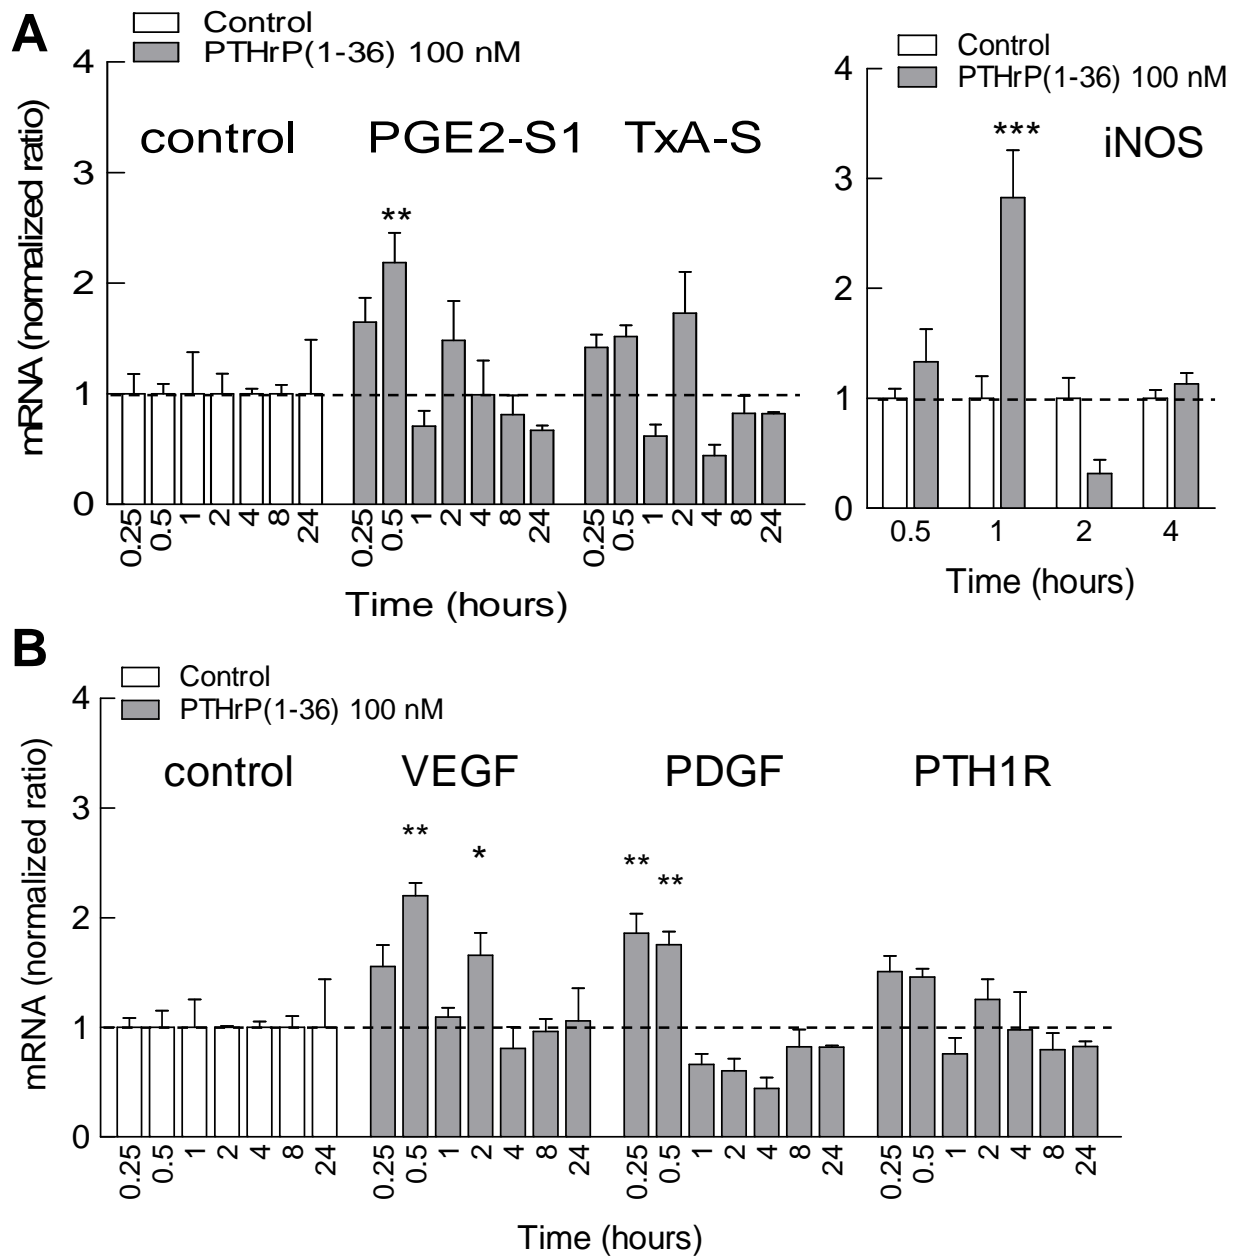 A
Control
PTHrP(1-36) 100 nM
mRNA (normalized ratio)
4
3
2
1
0
control
PGE2-S1
TxA-S
**
0.25 0.5 1 2 4 8 24
0.25 0.5 1 2 4 8 24
0.25 0.5 1 2 4 8 24
Time (hours)
Control
PTHrP(1-36) 100 nM
4
3
2
1
0
***
iNOS
0.5 1 2 4
Time (hours)
B
Control
PTHrP(1-36) 100 nM
mRNA (normalized ratio)
4
3
2
1
0
control
VEGF
PDGF
PTH1R
**
*
**
**
0.25 0.5 1 2 4 8 24
0.25 0.5 1 2 4 8 24
0.25 0.5 1 2 4 8 24
0.25 0.5 1 2 4 8 24
Time (hours)